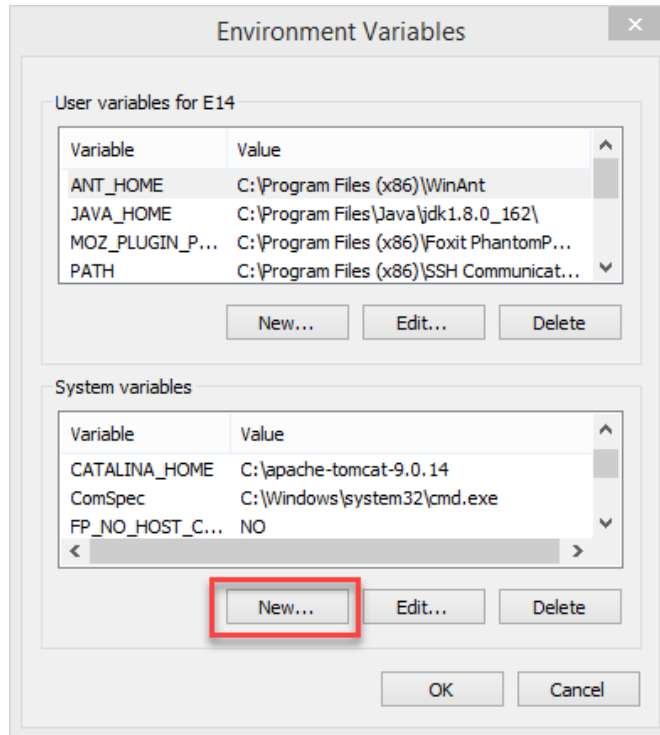 Environment Variables
User variables for E14
Variable Value
ANT_HOME C:\Program Files (x86)\WinAnt
JAVA_HOME C:\Program Files\Java\jdk1.8.0_162\
MOZ_PLUGIN_P... C:\Program Files (x86)\Foxit PhantomP...
PATH C:\Program Files (x86)\SSH Communicat...
New... Edit... Delete
System variables
Variable Value
CATALINA_HOME C:\apache-tomcat-9.0.14
ComSpec C:\Windows\system32\cmd.exe
FP_NO_HOST_C... NO
New... Edit... Delete
OK Cancel